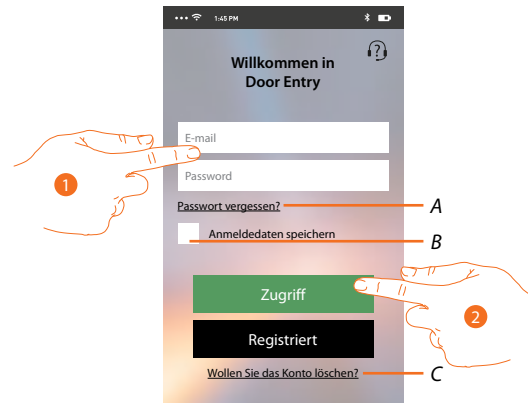 1:45 PM
?
Willkommen in
Door Entry
E-mail
1
Password
Passwort vergessen?
A
Anmeldedaten speichern
B
Zugriff
2
Registriert
Wollen Sie das Konto löschen?
C